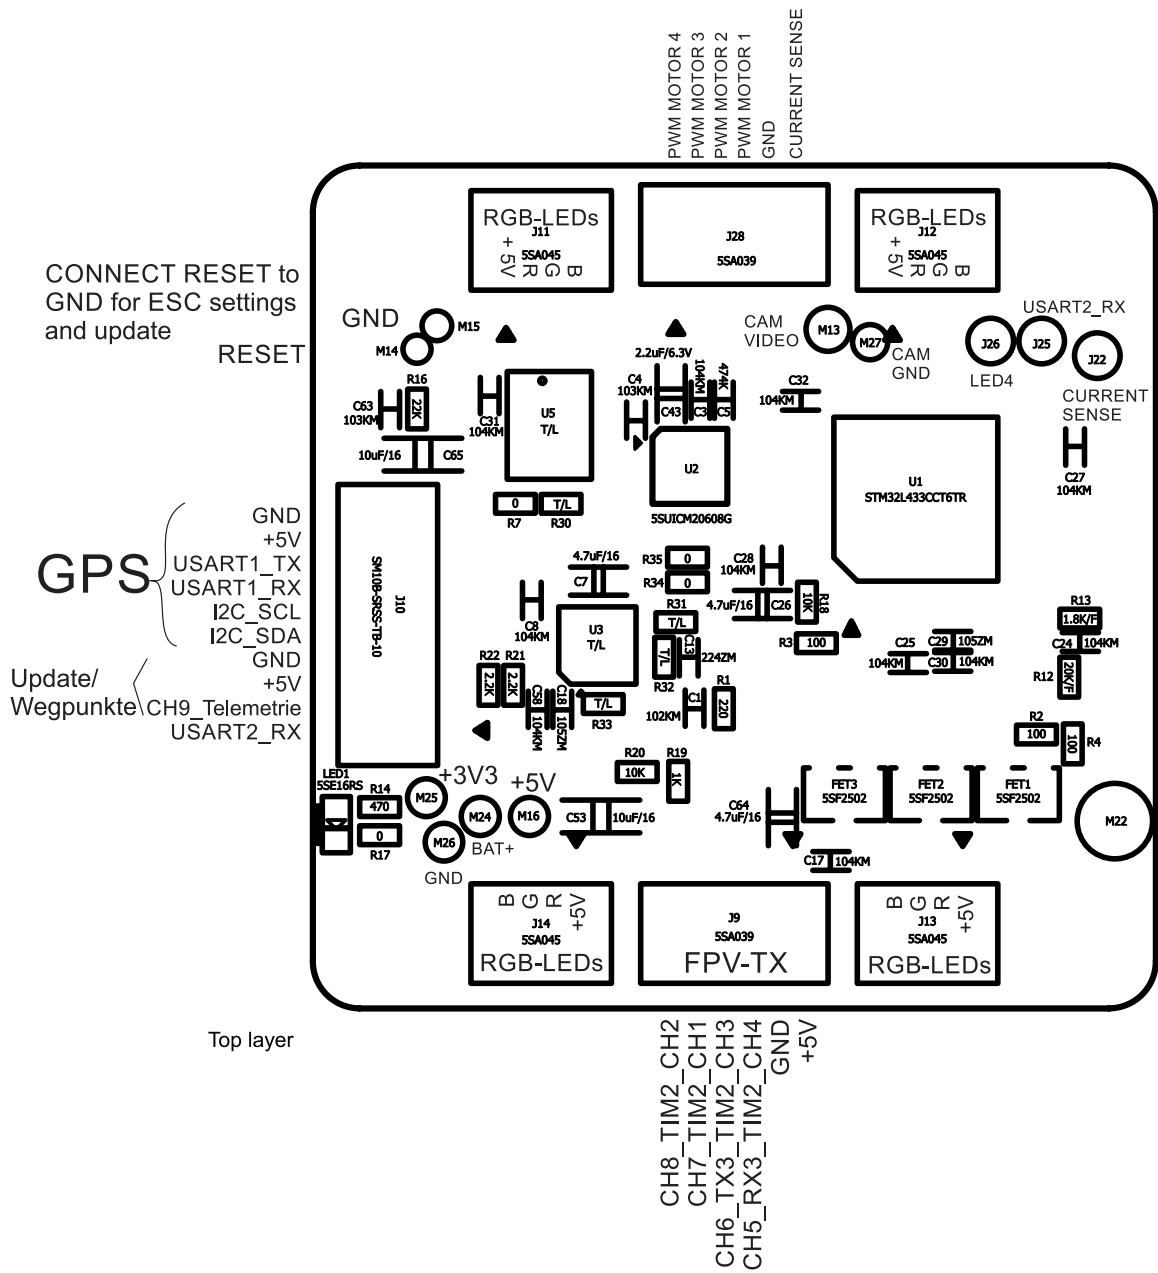 PWM MOTOR 4
PWM MOTOR 3
PWM MOTOR 2
PWM MOTOR 1
GND
CURRENT SENSE
RGB-LEDs
J11
5SA045
+5V
R
G
B
J28
5SA039
RGB-LEDs
J12
5SA045
+5V
R
G
B
CONNECT RESET to
GND for ESC settings
and update
RESET
GND
M15
M14
CAM
VIDEO
M13
M27
CAM
GND
USART2_RX
J26
J25
J22
LED4
CURRENT
SENSE
R16
22K
C63
103KM
C31
104KM
10uF/16
C65
U5
T/L
C4
103KM
2.2uF/6.3V
C43
104KM
C3
474K
C5
C32
104KM
U2
5SUICM20608G
U1
STM32L433CCT6TR
C27
104KM
0
R7
T/L
R30
GPS
GND
+5V
USART1_TX
USART1_RX
I2C_SCL
I2C_SDA
Update/
Wegpunkte
GND
+5V
CH9_Telemetrie
USART2_RX
J10
SM10B-SRSS-TB-10
4.7uF/16
C7
R35
0
R34
0
C28
104KM
4.7uF/16
C26
10K
R18
C8
104KM
U3
T/L
R31
T/L
T/L
R32
C13
224ZM
R3
100
R13
1.8K/F
C24
104KM
C25
104KM
C29
105ZM
C30
104KM
R12
20K/F
R22
2.2K
R21
2.2K
C58
104KM
C18
105ZM
T/L
R33
C1
102KM
R1
220
R2
100
100
R4
LED1
5SE16RS
R14
470
0
R17
+3V3
M25
M24
+5V
M16
M26
BAT+
GND
R20
10K
R19
1K
C53
10uF/16
C64
4.7uF/16
FET3
5SF2502
FET2
5SF2502
FET1
5SF2502
M22
C17
104KM
B
G
R
+5V
J14
5SA045
RGB-LEDs
J9
5SA039
FPV-TX
B
G
R
+5V
J13
5SA045
RGB-LEDs
Top layer
CH8_TIM2_CH2
CH7_TIM2_CH1
CH6_TX3_TIM2_CH3
CH5_RX3_TIM2_CH4
GND
+5V